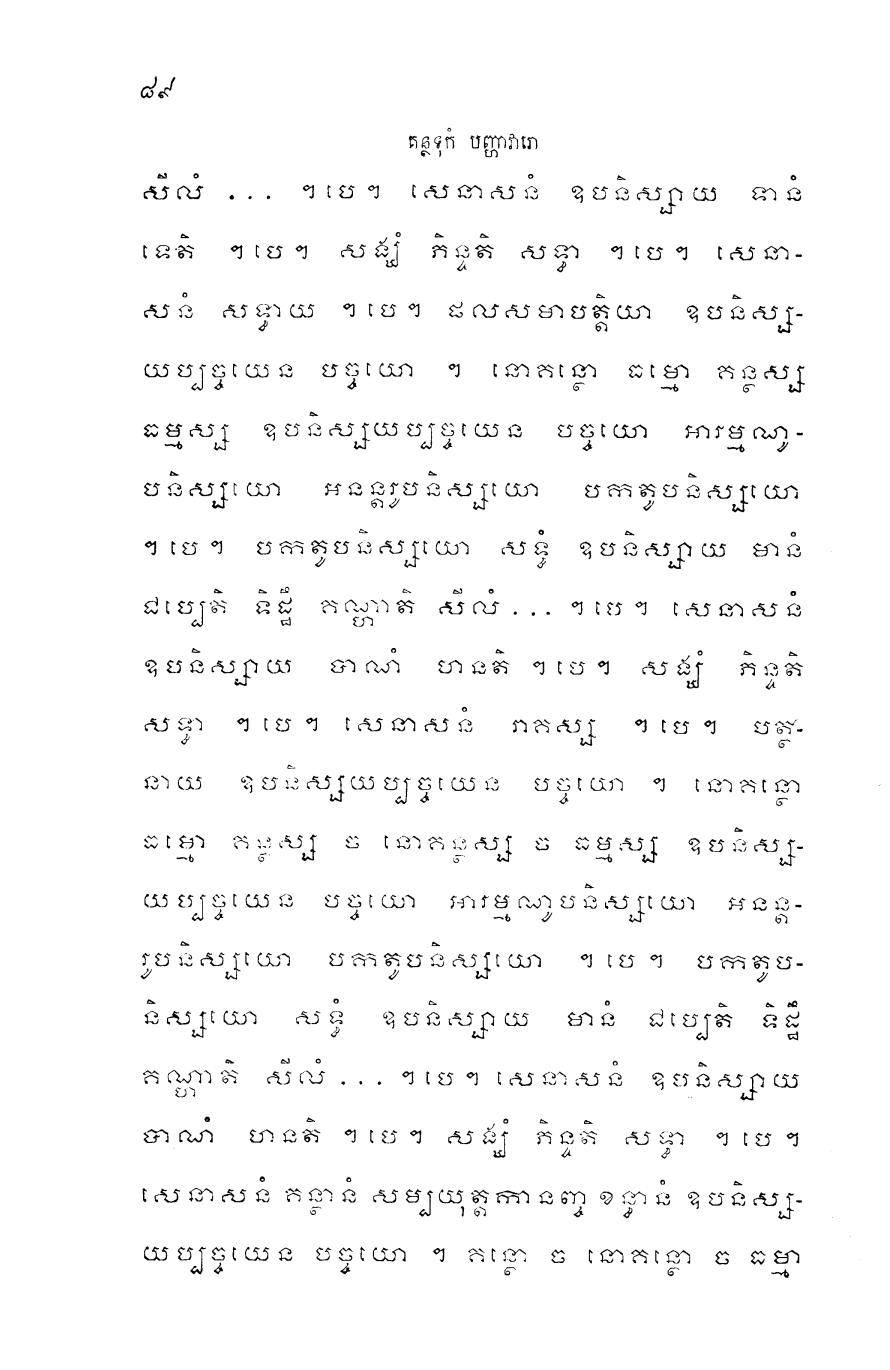 ៨៩
គន្ថទុកំ បញ្ហាវារោ
សីលំ ... ។បេ។ សេនាសនំ ឧបនិស្សាយ ទានំ
ទេតិ ។បេ។ សង្ឃំ ភិន្ទតិ សទ្ធា ។បេ។ សេនា-
សនំ សទ្ធាយ ។បេ។ ផលសមាបត្តិយា ឧបនិស្ស-
យប្បច្ចយេន បច្ចយោ ។ នោគន្ថោ ធម្មោ គន្ថស្ស
ធម្មស្ស ឧបនិស្សយប្បច្ចយេន បច្ចយោ អារម្មណូ-
បនិស្សយោ អនន្តរូបនិស្សយោ បកតូបនិស្សយោ
។បេ។ បកតូបនិស្សយោ សទ្ធំ ឧបនិស្សាយ មានំ
ជប្បេតិ ទិដ្ឋឹ គណ្ហាតិ សីលំ ... ។បេ។ សេនាសនំ
ឧបនិស្សាយ បាណំ ហនតិ ។បេ។ សង្ឃំ ភិន្ទតិ
សទ្ធា ។បេ។ សេនាសនំ រាគស្ស ។បេ។ បត្ថ-
នាយ ឧបនិស្សយប្បច្ចយេន បច្ចយោ ។ នោគន្ថោ
ធម្មោ គន្ថស្ស ច នោគន្ថស្ស ច ធម្មស្ស ឧបនិស្ស-
យប្បច្ចយេន បច្ចយោ អារម្មណូបនិស្សយោ អនន្ត-
រូបនិស្សយោ បកតូបនិស្សយោ ។បេ។ បកតូប-
និស្សយោ សទ្ធំ ឧបនិស្សាយ មានំ ជប្បេតិ ទិដ្ឋឹ
គណ្ហាតិ សីលំ ... ។បេ។ សេនាសនំ ឧបនិស្សាយ
បាណំ ហនតិ ។បេ។ សង្ឃំ ភិន្ទតិ សទ្ធា ។បេ។
សេនាសនំ គន្ថានំ សម្បយុត្តកានញ្ច ខន្ធានំ ឧបនិស្ស-
យប្បច្ចយេន បច្ចយោ ។ គន្ថោ ច នោគន្ថោ ច ធម្មា